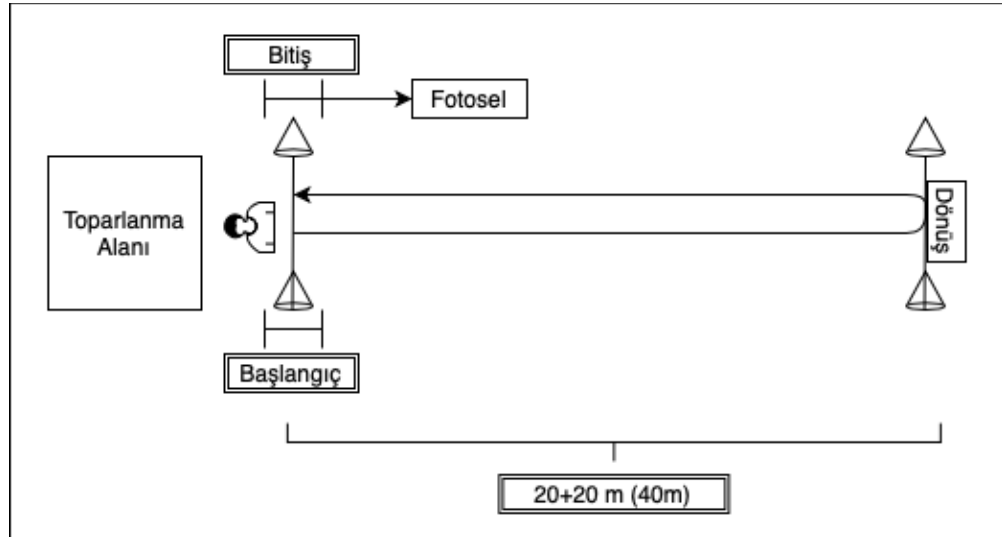 Bitiş
Fotosel
Toparlanma
Alanı
Dönüş
Başlangıç
20+20 m (40m)